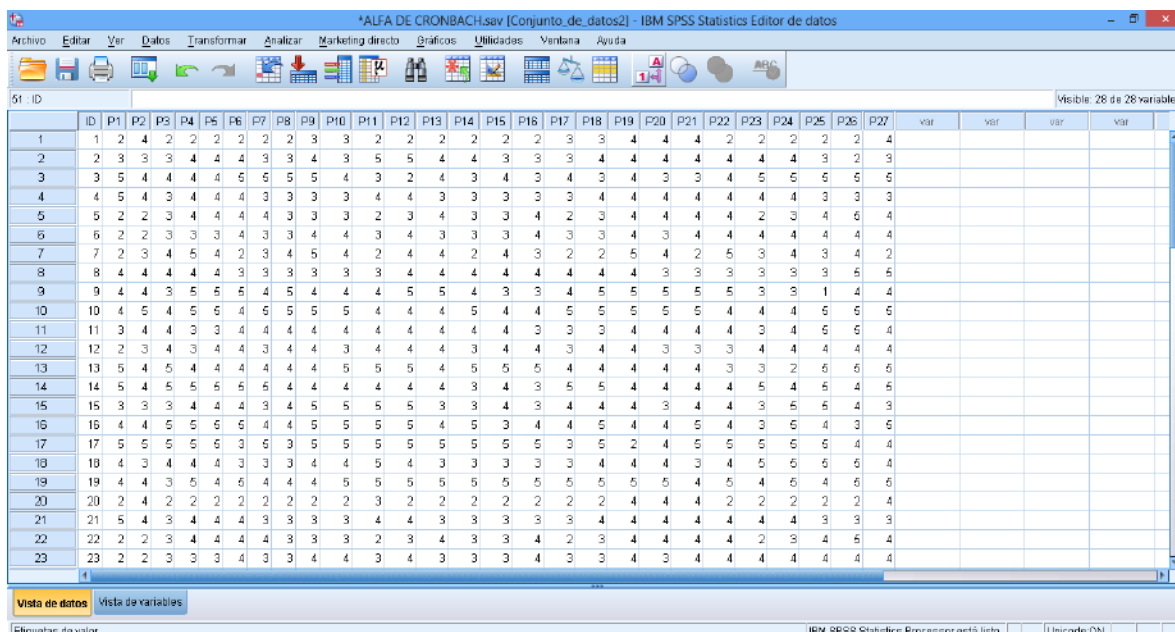 *ALFA DE CRONBACH.sav [Conjunto_de_datos2] - IBM SPSS Statistics Editor de datos
Archivo Editar Ver Datos Transformar Analizar Marketing directo Gráficos Utilidades Ventana Ayuda
51 : ID Visible: 28 de 28 variable
ID P1 P2 P3 P4 P5 P6 P7 P8 P9 P10 P11 P12 P13 P14 P15 P16 P17 P18 P19 P20 P21 P22 P23 P24 P25 P26 P27 var var var var
1 1 2 4 2 2 2 2 2 2 3 3 2 2 2 2 2 2 3 3 4 4 4 2 2 2 2 2 4
2 2 3 3 3 4 4 4 3 3 4 3 5 5 4 4 3 3 3 4 4 4 4 4 4 4 3 2 3
3 3 5 4 4 4 4 5 5 5 5 4 3 2 4 3 4 3 4 3 4 3 3 4 5 5 5 5 5
4 4 5 4 3 4 4 4 3 3 3 3 4 4 3 3 3 3 3 4 4 4 4 4 4 4 3 3 3
5 5 2 2 3 4 4 4 4 3 3 3 2 3 4 3 3 4 2 3 4 4 4 4 2 3 4 5 4
6 6 2 2 3 3 3 4 3 3 4 4 3 4 3 3 3 4 3 3 4 3 4 4 4 4 4 4 4
7 7 2 3 4 5 4 2 3 4 5 4 2 4 4 2 4 3 2 2 5 4 2 5 3 4 3 4 2
8 8 4 4 4 4 4 3 3 3 3 3 3 4 4 4 4 4 4 4 4 3 3 3 3 3 3 5 5
9 9 4 4 3 5 5 5 4 5 4 4 4 5 5 4 3 3 4 5 5 5 5 5 3 3 1 4 4
10 10 4 5 4 5 5 4 5 5 5 5 4 4 4 5 4 4 5 5 5 5 5 4 4 4 5 5 5
11 11 3 4 4 3 3 4 4 4 4 4 4 4 4 4 4 3 3 3 4 4 4 4 3 4 5 5 4
12 12 2 3 4 3 4 4 3 4 4 3 4 4 4 3 4 4 3 4 4 3 3 3 4 4 4 4 4
13 13 5 4 5 4 4 4 4 4 4 5 5 5 4 5 5 5 4 4 4 4 4 3 3 2 5 5 5
14 14 5 4 5 5 5 5 5 4 4 4 4 4 4 3 4 3 5 5 4 4 4 4 5 4 5 4 5
15 15 3 3 3 4 4 4 3 4 5 5 5 5 3 3 4 3 4 4 4 3 4 4 3 5 5 4 3
16 16 4 4 5 5 5 5 4 4 5 5 5 5 4 5 3 4 4 5 4 4 5 4 3 5 4 3 5
17 17 5 5 5 5 5 3 5 3 5 5 5 5 5 5 5 5 3 5 2 4 5 5 5 5 5 4 4
18 18 4 3 4 4 4 3 3 3 4 4 5 4 3 3 3 3 3 4 4 4 3 4 5 5 5 5 4
19 19 4 4 3 5 4 5 4 4 4 5 5 5 5 5 5 5 5 5 5 5 4 5 4 5 4 5 5
20 20 2 4 2 2 2 2 2 2 2 2 3 2 2 2 2 2 2 2 4 4 4 2 2 2 2 2 4
21 21 5 4 3 4 4 4 3 3 3 3 4 4 3 3 3 3 3 4 4 4 4 4 4 4 3 3 3
22 22 2 2 3 4 4 4 4 3 3 3 2 3 4 3 3 4 2 3 4 4 4 4 2 3 4 5 4
23 23 2 2 3 3 3 4 3 3 4 4 3 4 3 3 3 4 3 3 4 3 4 4 4 4 4 4 4
Vista de datos Vista de variables
Etiquetas de valor IBM SPSS Statistics Processor está listo Unicode:ON